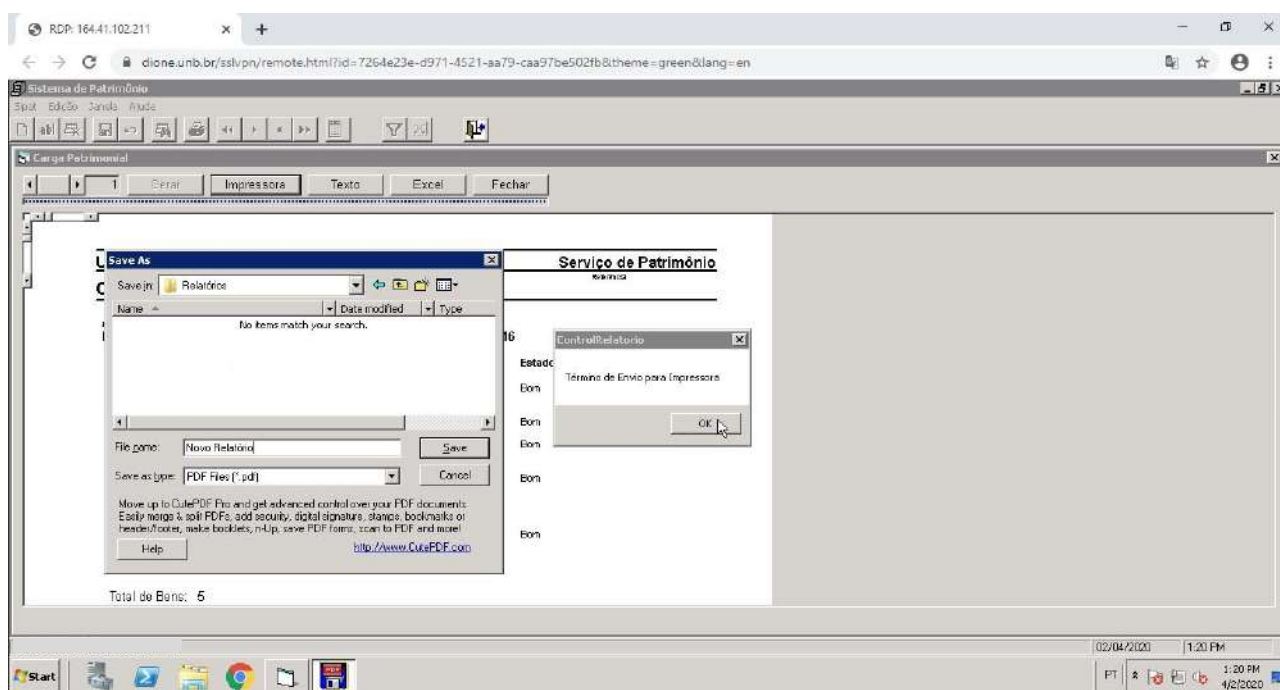 RDP: 164.41.102.211
dione.unb.br/sslvpn/remote.html?id=7264e23e-d971-4521-aa79-caa97be502fb&theme=green&lang=en
Sistema de Patrimônio
Spat Edição Janela Ajuda
Carga Patrimonial
1 Gerar Impressora Texto Excel Fechar
Serviço de Patrimônio
Save As
Save in: Relatórios
Name Date modified Type
No items match your search.
16
Estado
Bom
Bom
Bom
Bom
Bom
ControlRelatorio
Término de Envio para Impressora
OK
File name: Novo Relatório Save
Save as type: PDF Files (*.pdf) Cancel
Move up to CutePDF Pro and get advanced control over your PDF documents
Easily merge & split PDFs, add security, digital signature, stamps, bookmarks or
header/footer, make booklets, n-Up, save PDF forms, scan to PDF and more!
Help http://www.CutePDF.com
Total de Bens: 5
02/04/2020 1:20 PM
Start PT 1:20 PM
4/2/2020